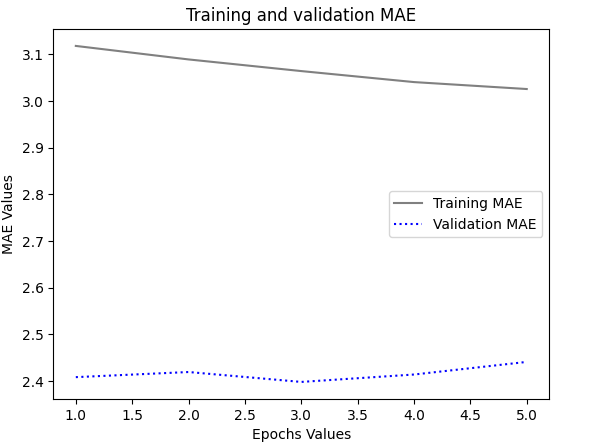 Training and validation MAE
MAE Values
3.1
3.0
2.9
2.8
2.7
2.6
2.5
2.4
Training MAE
Validation MAE
1.0 1.5 2.0 2.5 3.0 3.5 4.0 4.5 5.0
Epochs Values